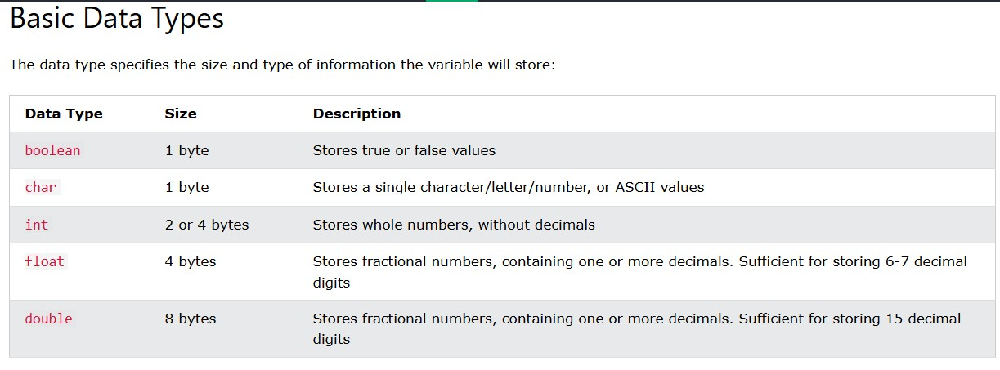 Basic Data Types
The data type specifies the size and type of information the variable will store:
Data Type Size Description
boolean 1 byte Stores true or false values
char 1 byte Stores a single character/letter/number, or ASCII values
int 2 or 4 bytes Stores whole numbers, without decimals
float 4 bytes Stores fractional numbers, containing one or more decimals. Sufficient for storing 6-7 decimal
digits
double 8 bytes Stores fractional numbers, containing one or more decimals. Sufficient for storing 15 decimal
digits